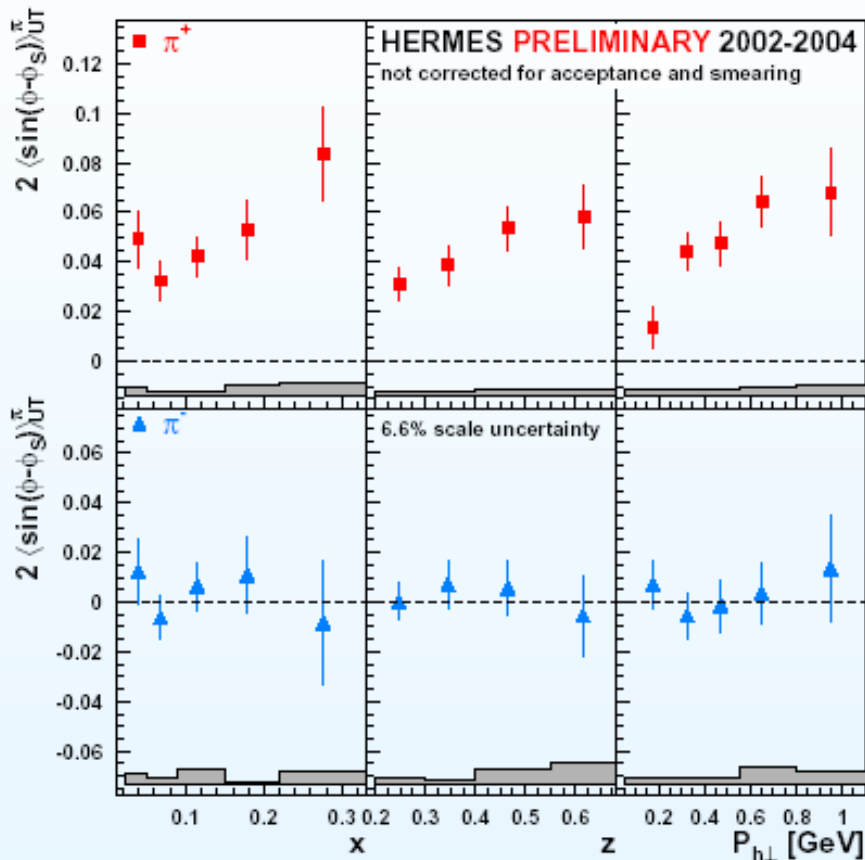 2 ⟨sin(ϕ-ϕS)⟩πUT
π+
HERMES PRELIMINARY 2002-2004
not corrected for acceptance and smearing
0.12
0.1
0.08
0.06
0.04
0.02
0
2 ⟨sin(ϕ-ϕS)⟩πUT
π-
6.6% scale uncertainty
0.06
0.04
0.02
0
-0.02
-0.04
-0.06
0.1 0.2 0.3 0.2 0.3 0.4 0.5 0.6 0 0.2 0.4 0.6 0.8 1
x z Ph⊥ [GeV]